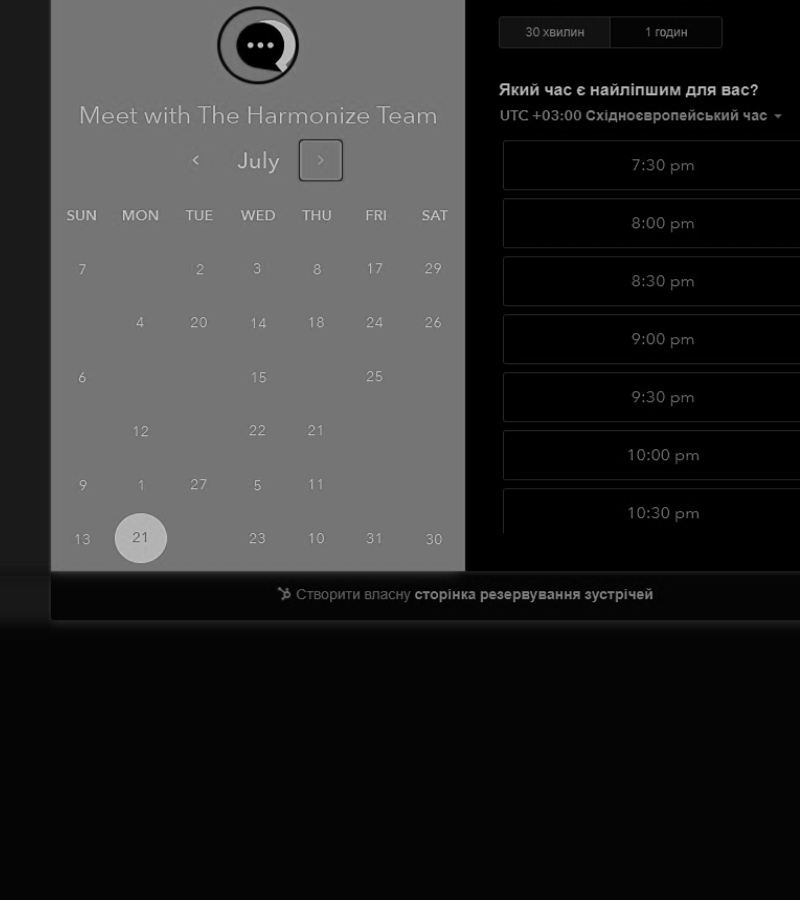 Meet with The Harmonize Team
July
SUN MON TUE WED THU FRI SAT
7 2 3 8 17 29
4 20 14 18 24 26
6 15 25
12 22 21
9 1 27 5 11
13 21 23 10 31 30
30 хвилин 1 годин
Який час є найліпшим для вас?
UTC +03:00 Східноєвропейський час
7:30 pm
8:00 pm
8:30 pm
9:00 pm
9:30 pm
10:00 pm
10:30 pm
Створити власну сторінка резервування зустрічей